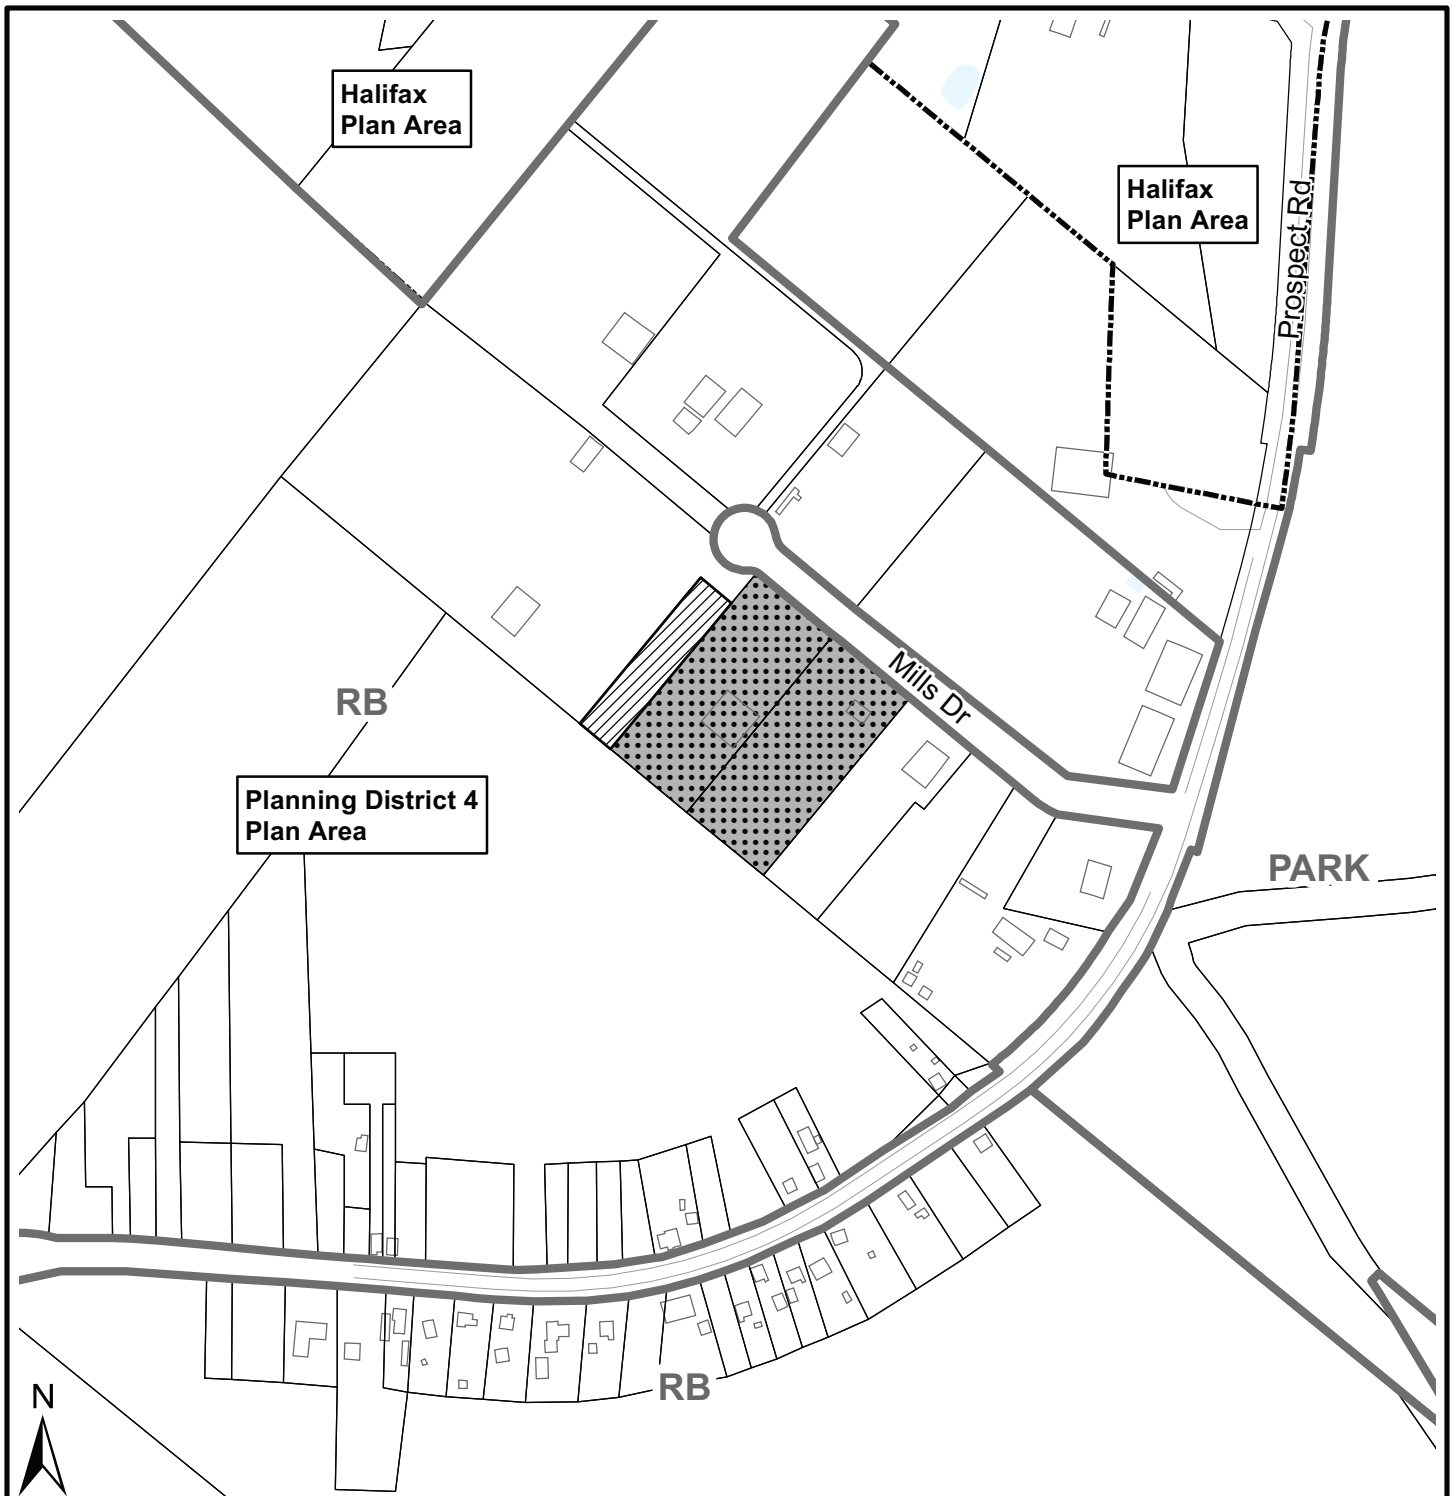 Halifax
Plan Area
Halifax
Plan Area
Prospect Rd
Mills Dr
RB
Planning District 4
Plan Area
PARK
RB
N